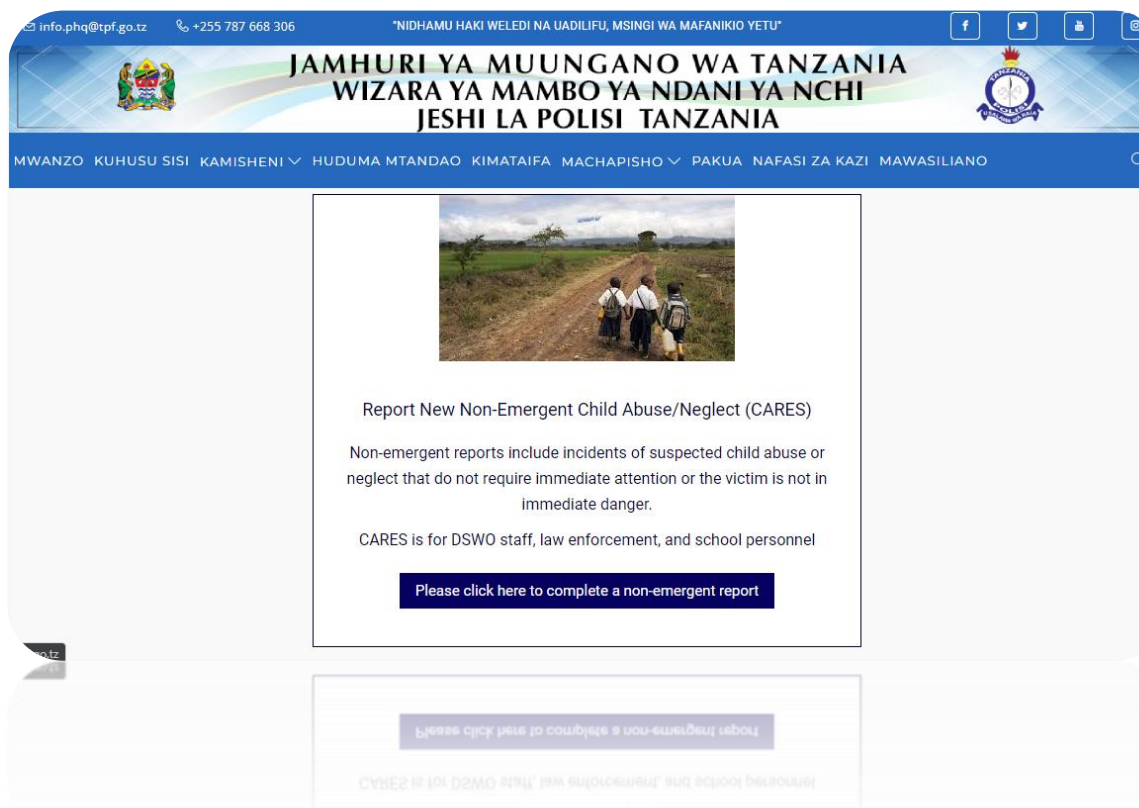 info.phq@tpf.go.tz +255 787 668 306 "NIDHAMU HAKI WELEDI NA UADILIFU, MSINGI WA MAFANIKIO YETU"
JAMHURI YA MUUNGANO WA TANZANIA
WIZARA YA MAMBO YA NDANI YA NCHI
JESHI LA POLISI TANZANIA
TANZANIA
POLISI
USALAMA WA RAIA
MWANZO KUHUSU SISI KAMISHENI HUDUMA MTANDAO KIMATAIFA MACHAPISHO PAKUA NAFASI ZA KAZI MAWASILIANO
Report New Non-Emergent Child Abuse/Neglect (CARES)
Non-emergent reports include incidents of suspected child abuse or
neglect that do not require immediate attention or the victim is not in
immediate danger.
CARES is for DSWO staff, law enforcement, and school personnel
Please click here to complete a non-emergent report